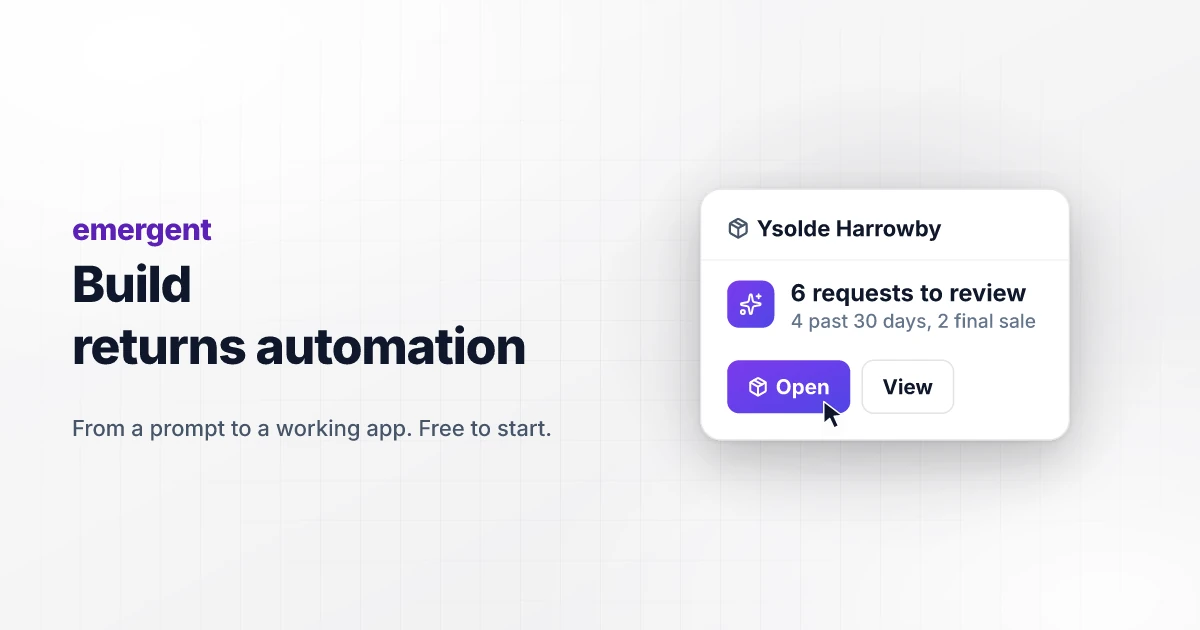 emergent
Build
returns automation
From a prompt to a working app. Free to start.
Ysolde Harrowby
6 requests to review
4 past 30 days, 2 final sale
Open
View